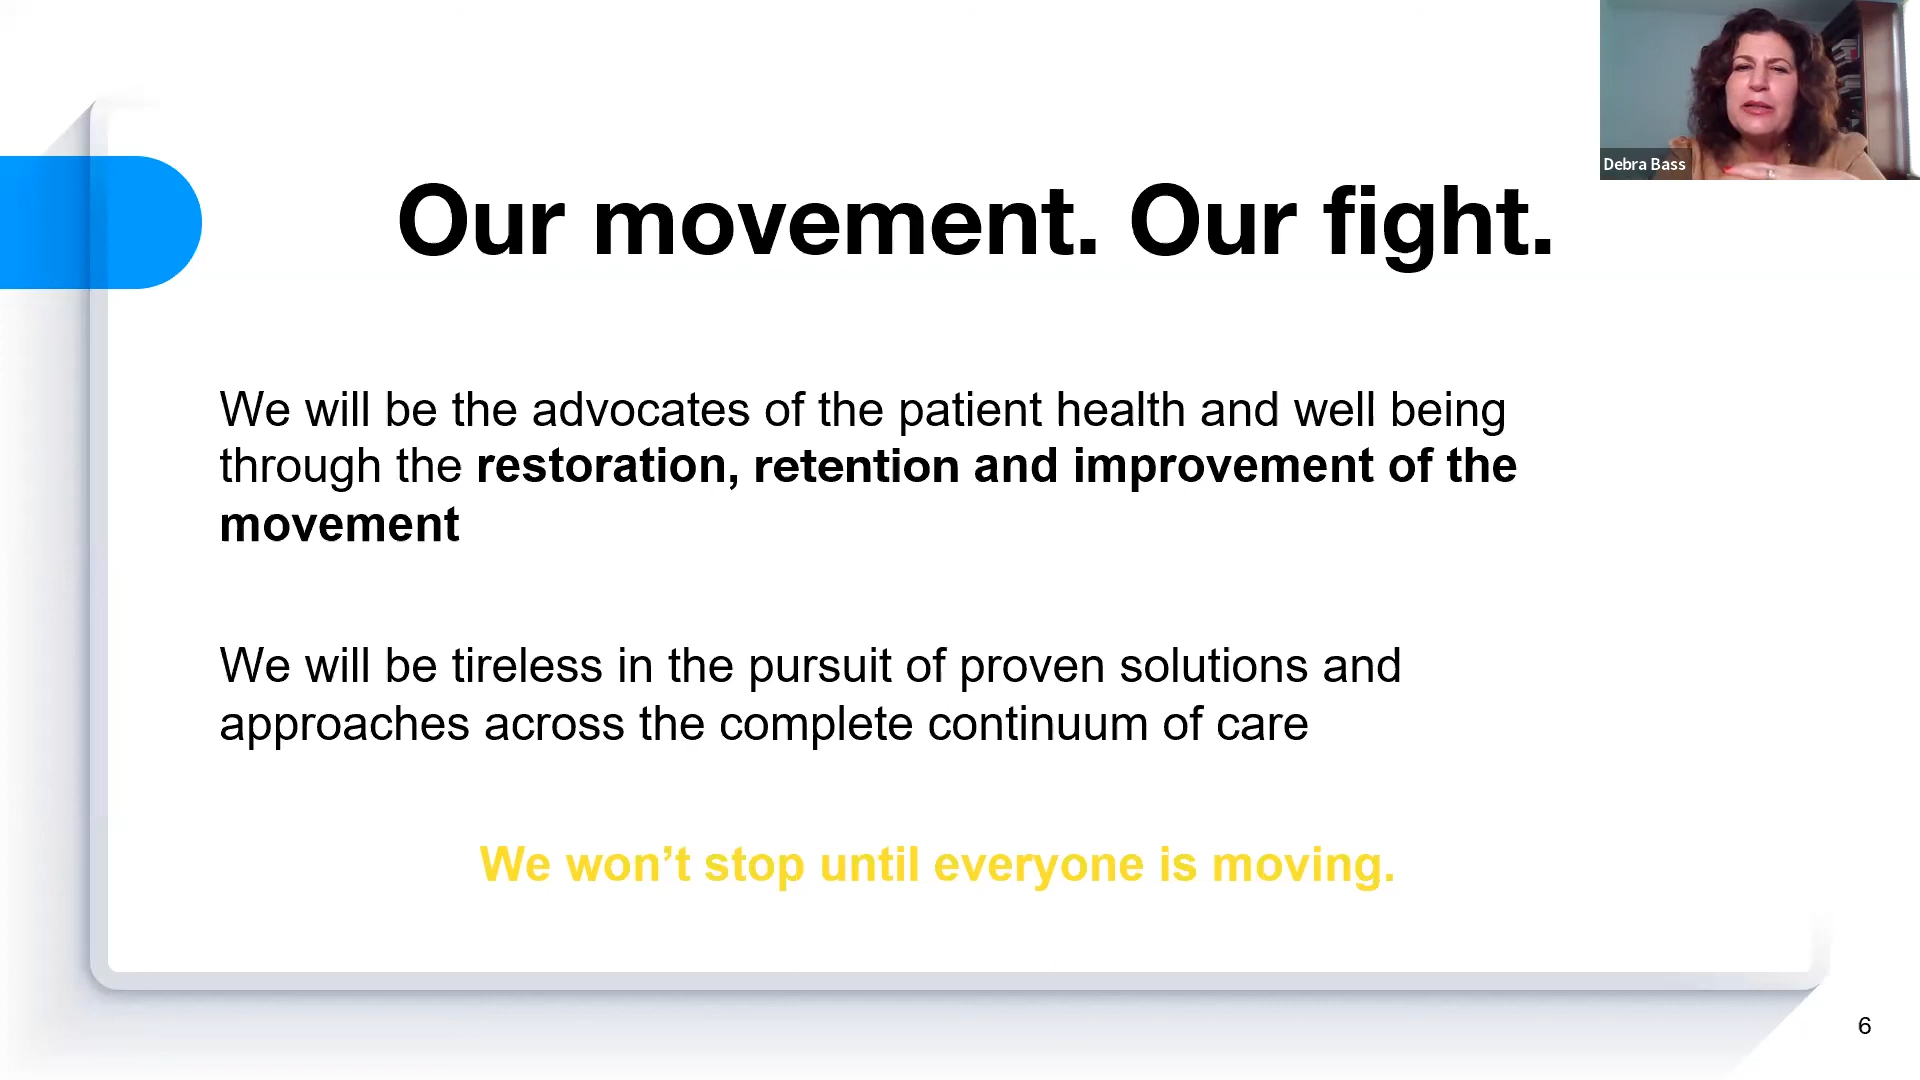 Debra Bass
Our movement. Our fight.
We will be the advocates of the patient health and well being
through the restoration, retention and improvement of the
movement
We will be tireless in the pursuit of proven solutions and
approaches across the complete continuum of care
We won’t stop until everyone is moving.
6